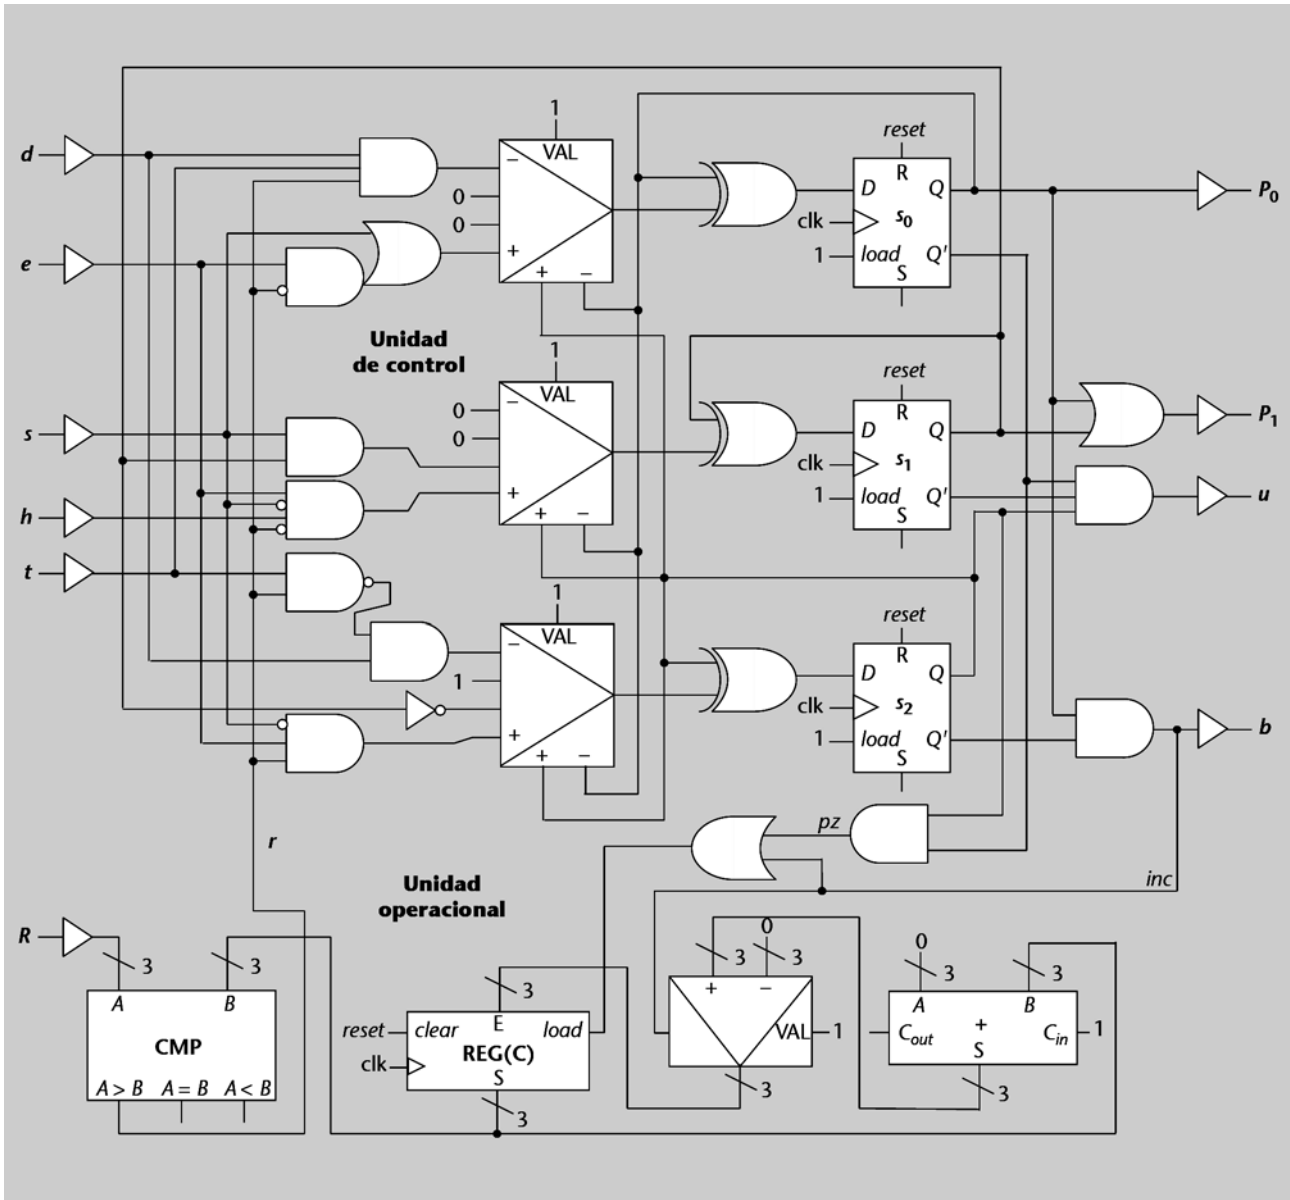 1
reset
d
VAL
R
−
D
Q
P₀
0
clk
s₀
0
1
load
Q'
+
e
+
−
S
Unidad
de control
1
reset
VAL
R
0
−
s
0
D
Q
P₁
clk
s₁
+
1
load
Q'
u
h
+
−
S
t
1
reset
VAL
R
−
D
Q
1
clk
s₂
b
+
1
load
Q'
+
−
S
pz
r
inc
Unidad
operacional
R
0
0
3
3
3
3
3
3
A
B
3
+
−
A
B
CMP
reset
clear
E
load
VAL
1
Cout
+
Cin
1
clk
REG(C)
S
A > B
A = B
A < B
S
3
3
3